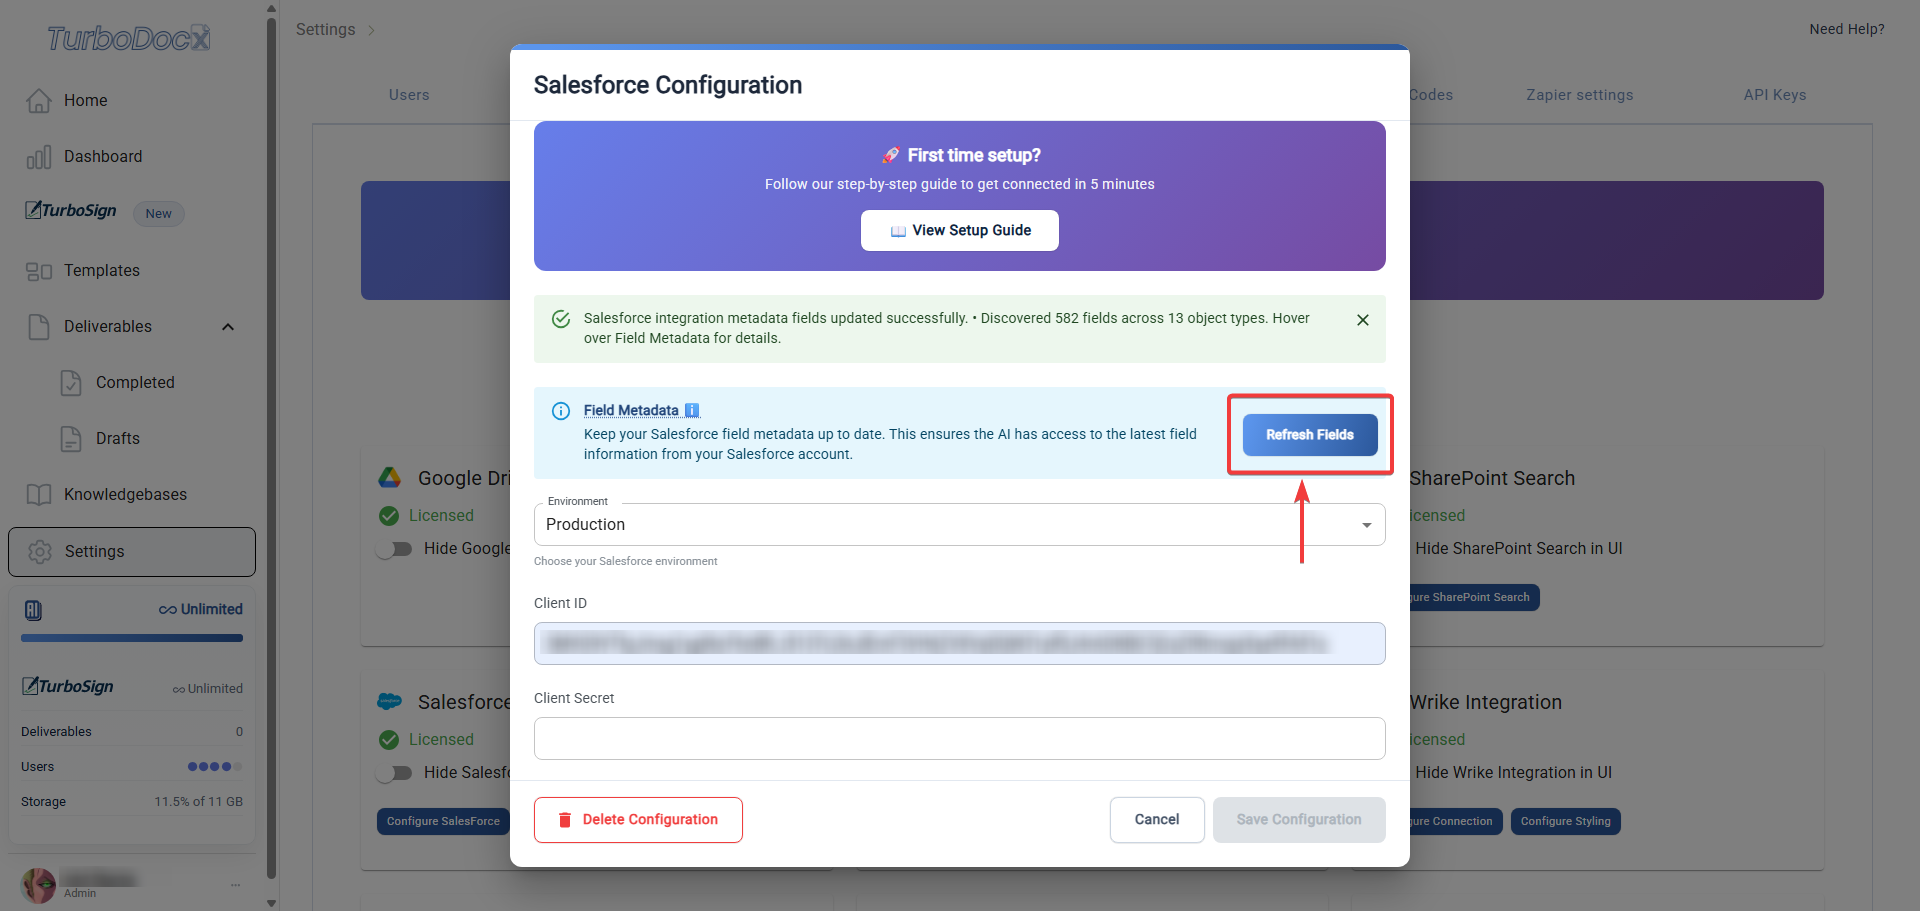 TurboDocX
Home
Dashboard
TurboSign New
Templates
Deliverables
Completed
Drafts
Knowledgebases
Settings
Unlimited
TurboSign Unlimited
Deliverables 0
Users
Storage 11.5% of 11 GB
Admin
...
Settings
Need Help?
Users
Codes
Zapier settings
API Keys
Google Dri
Licensed
Hide Google
Salesforce
Licensed
Hide Salesfo
Configure SalesForce
SharePoint Search
icensed
Hide SharePoint Search in UI
ure SharePoint Search
Wrike Integration
icensed
Hide Wrike Integration in UI
ure Connection
Configure Styling
Salesforce Configuration
🚀 First time setup?
Follow our step-by-step guide to get connected in 5 minutes
📖 View Setup Guide
Salesforce integration metadata fields updated successfully. • Discovered 582 fields across 13 object types. Hover
over Field Metadata for details.
Field Metadata ℹ️
Keep your Salesforce field metadata up to date. This ensures the AI has access to the latest field
information from your Salesforce account.
Refresh Fields
Environment
Production
Choose your Salesforce environment
Client ID
Client Secret
Delete Configuration
Cancel
Save Configuration